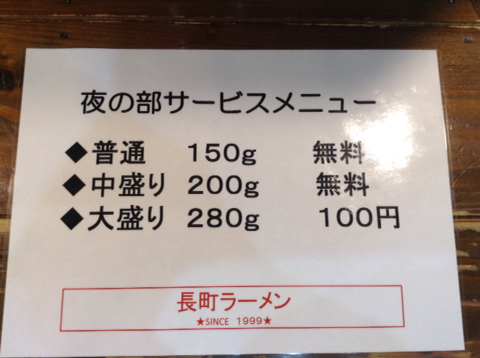 夜の部サービスメニュー
◆普通 150g 無料
◆中盛り 200g 無料
◆大盛り 280g 100円
長町ラーメン
★SINCE 1999★